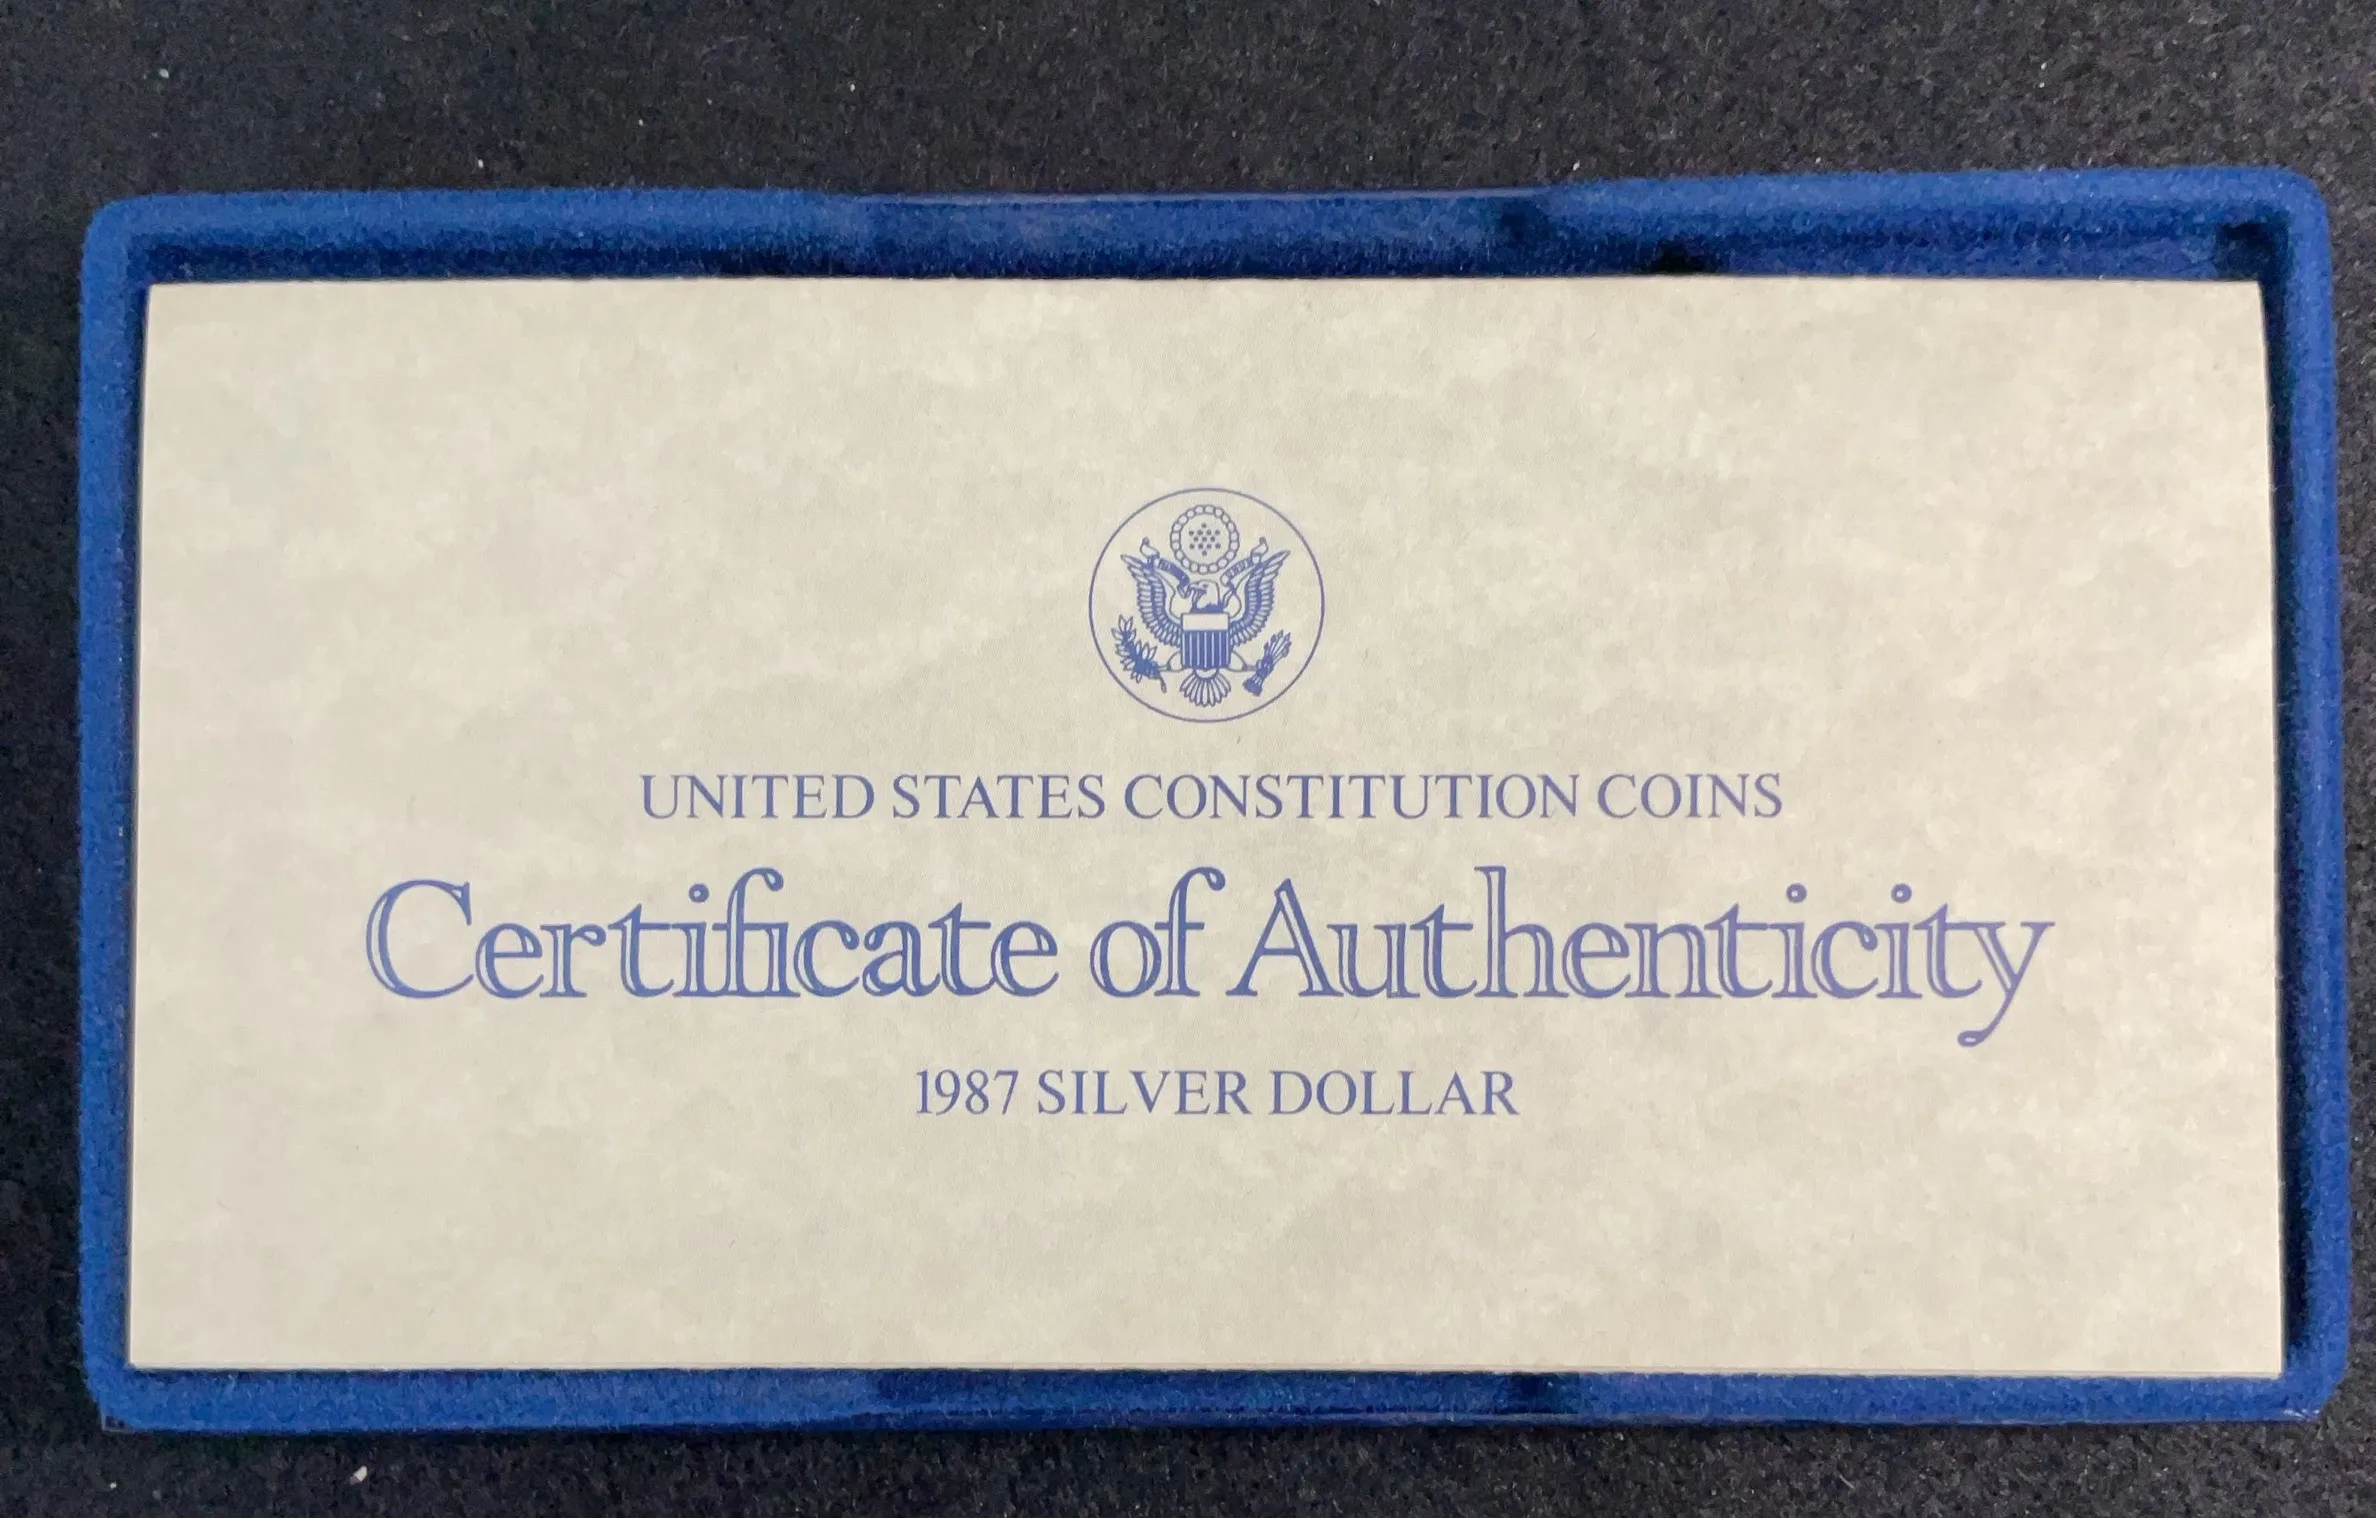 UNITED STATES CONSTITUTION COINS
Certificate of Authenticity
1987 SILVER DOLLAR